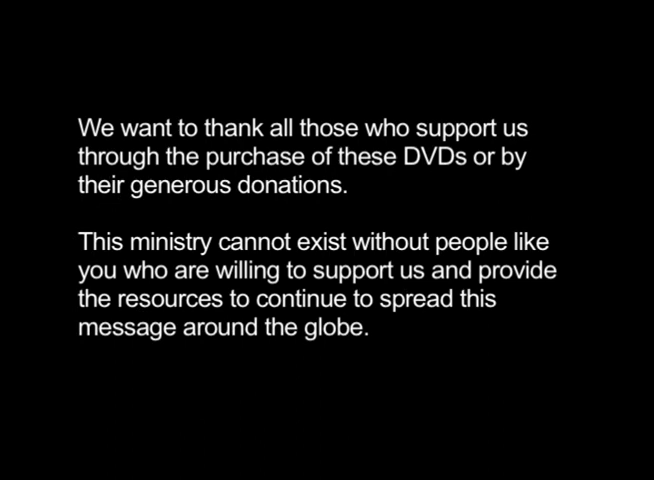 We want to thank all those who support us
through the purchase of these DVDs or by
their generous donations.
This ministry cannot exist without people like
you who are willing to support us and provide
the resources to continue to spread this
message around the globe.